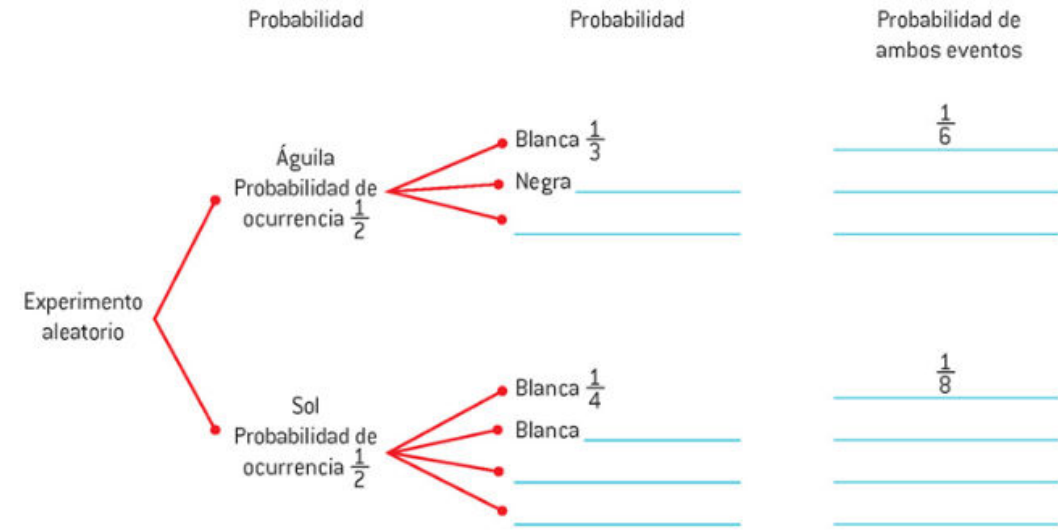 Probabilidad
Probabilidad
Probabilidad de
ambos eventos
Águila
Probabilidad de
ocurrencia 1/2
Blanca 1/3
1/6
Negra
Experimento
aleatorio
Sol
Probabilidad de
ocurrencia 1/2
Blanca 1/4
1/8
Blanca